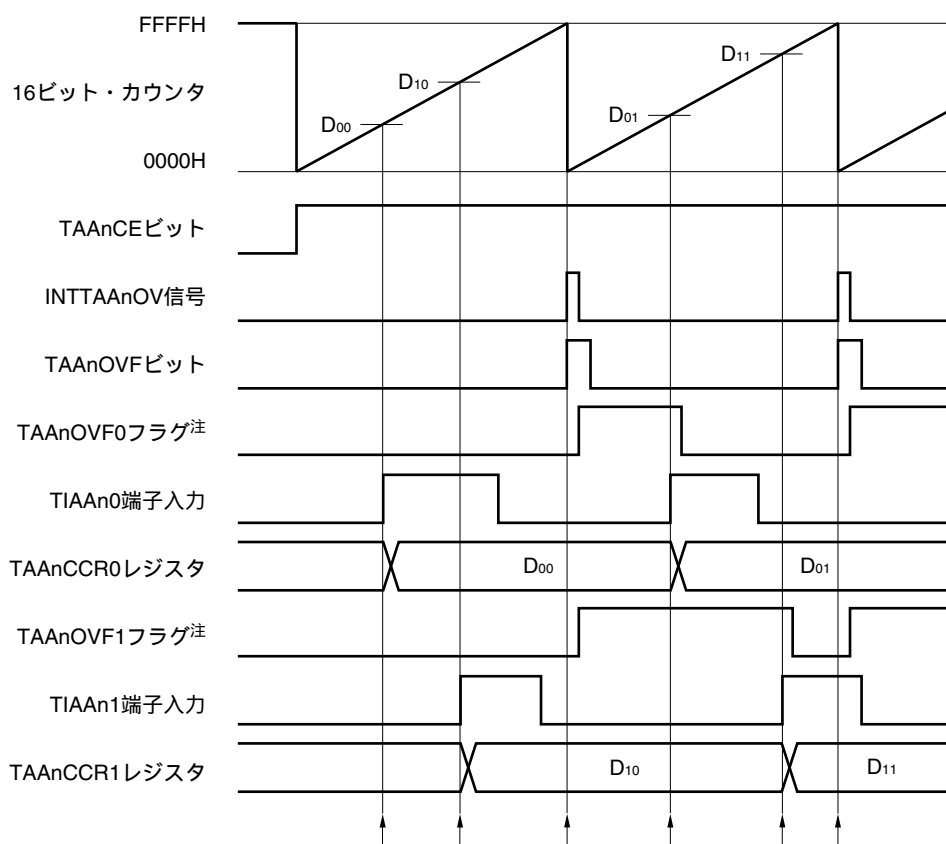 FFFFH
16ビット・カウンタ
0000H
D00
D10
D01
D11
TAAnCEビット
INTTAAnOV信号
TAAnOVFビット
TAAnOVF0フラグ注
TIAAn0端子入力
TAAnCCR0レジスタ
D00
D01
TAAnOVF1フラグ注
TIAAn1端子入力
TAAnCCR1レジスタ
D10
D11